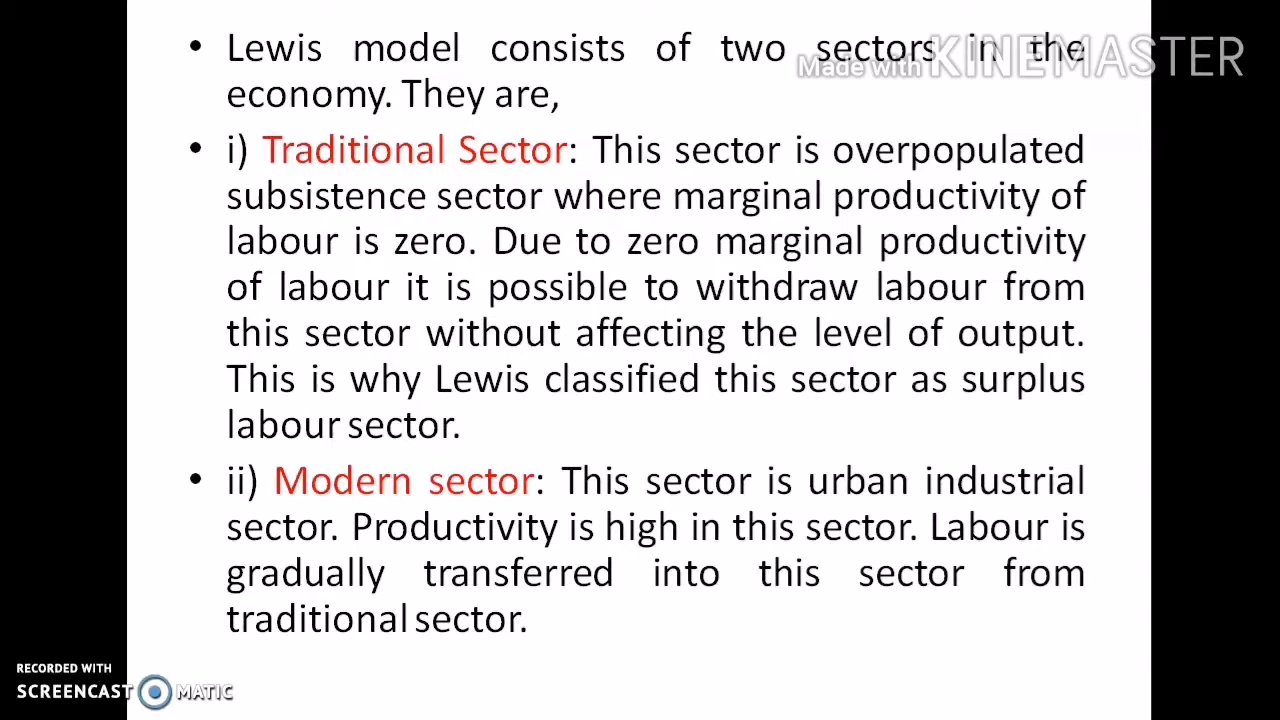 • Lewis model consists of two sectors in the
Made with KINEMASTER
economy. They are,
• i) Traditional Sector: This sector is overpopulated
subsistence sector where marginal productivity of
labour is zero. Due to zero marginal productivity
of labour it is possible to withdraw labour from
this sector without affecting the level of output.
This is why Lewis classified this sector as surplus
labour sector.
• ii) Modern sector: This sector is urban industrial
sector. Productivity is high in this sector. Labour is
gradually transferred into this sector from
traditional sector.
RECORDED WITH
SCREENCAST MATIC